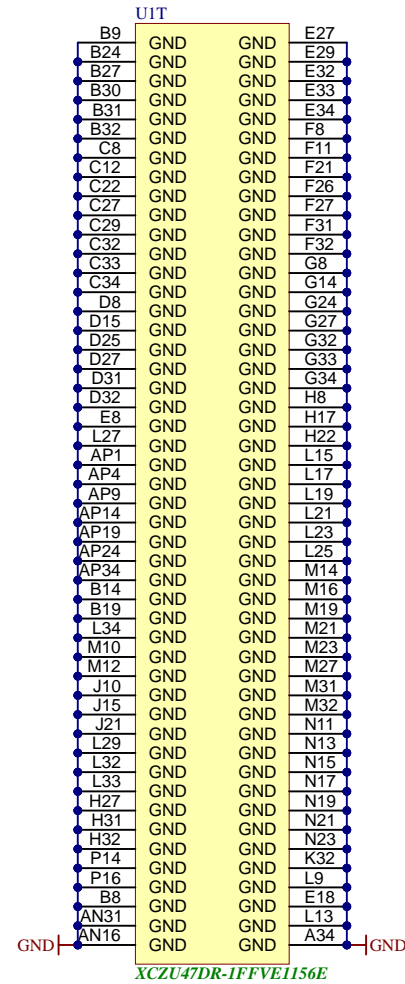 U1T
B9 GND GND E27
B24 GND GND E29
B27 GND GND E32
B30 GND GND E33
B31 GND GND E34
B32 GND GND F8
C8 GND GND F11
C12 GND GND F21
C22 GND GND F26
C27 GND GND F27
C29 GND GND F31
C32 GND GND F32
C33 GND GND G8
C34 GND GND G14
D8 GND GND G24
D15 GND GND G27
D25 GND GND G32
D27 GND GND G33
D31 GND GND G34
D32 GND GND H8
E8 GND GND H17
L27 GND GND H22
AP1 GND GND L15
AP4 GND GND L17
AP9 GND GND L19
AP14 GND GND L21
AP19 GND GND L23
AP24 GND GND L25
AP34 GND GND M14
B14 GND GND M16
B19 GND GND M19
L34 GND GND M21
M10 GND GND M23
M12 GND GND M27
J10 GND GND M31
J15 GND GND M32
J21 GND GND N11
L29 GND GND N13
L32 GND GND N15
L33 GND GND N17
H27 GND GND N19
H31 GND GND N21
H32 GND GND N23
P14 GND GND K32
P16 GND GND L9
B8 GND GND E18
AN31 GND GND L13
GND AN16 GND GND A34 GND
XCZU47DR-1FFVE1156E